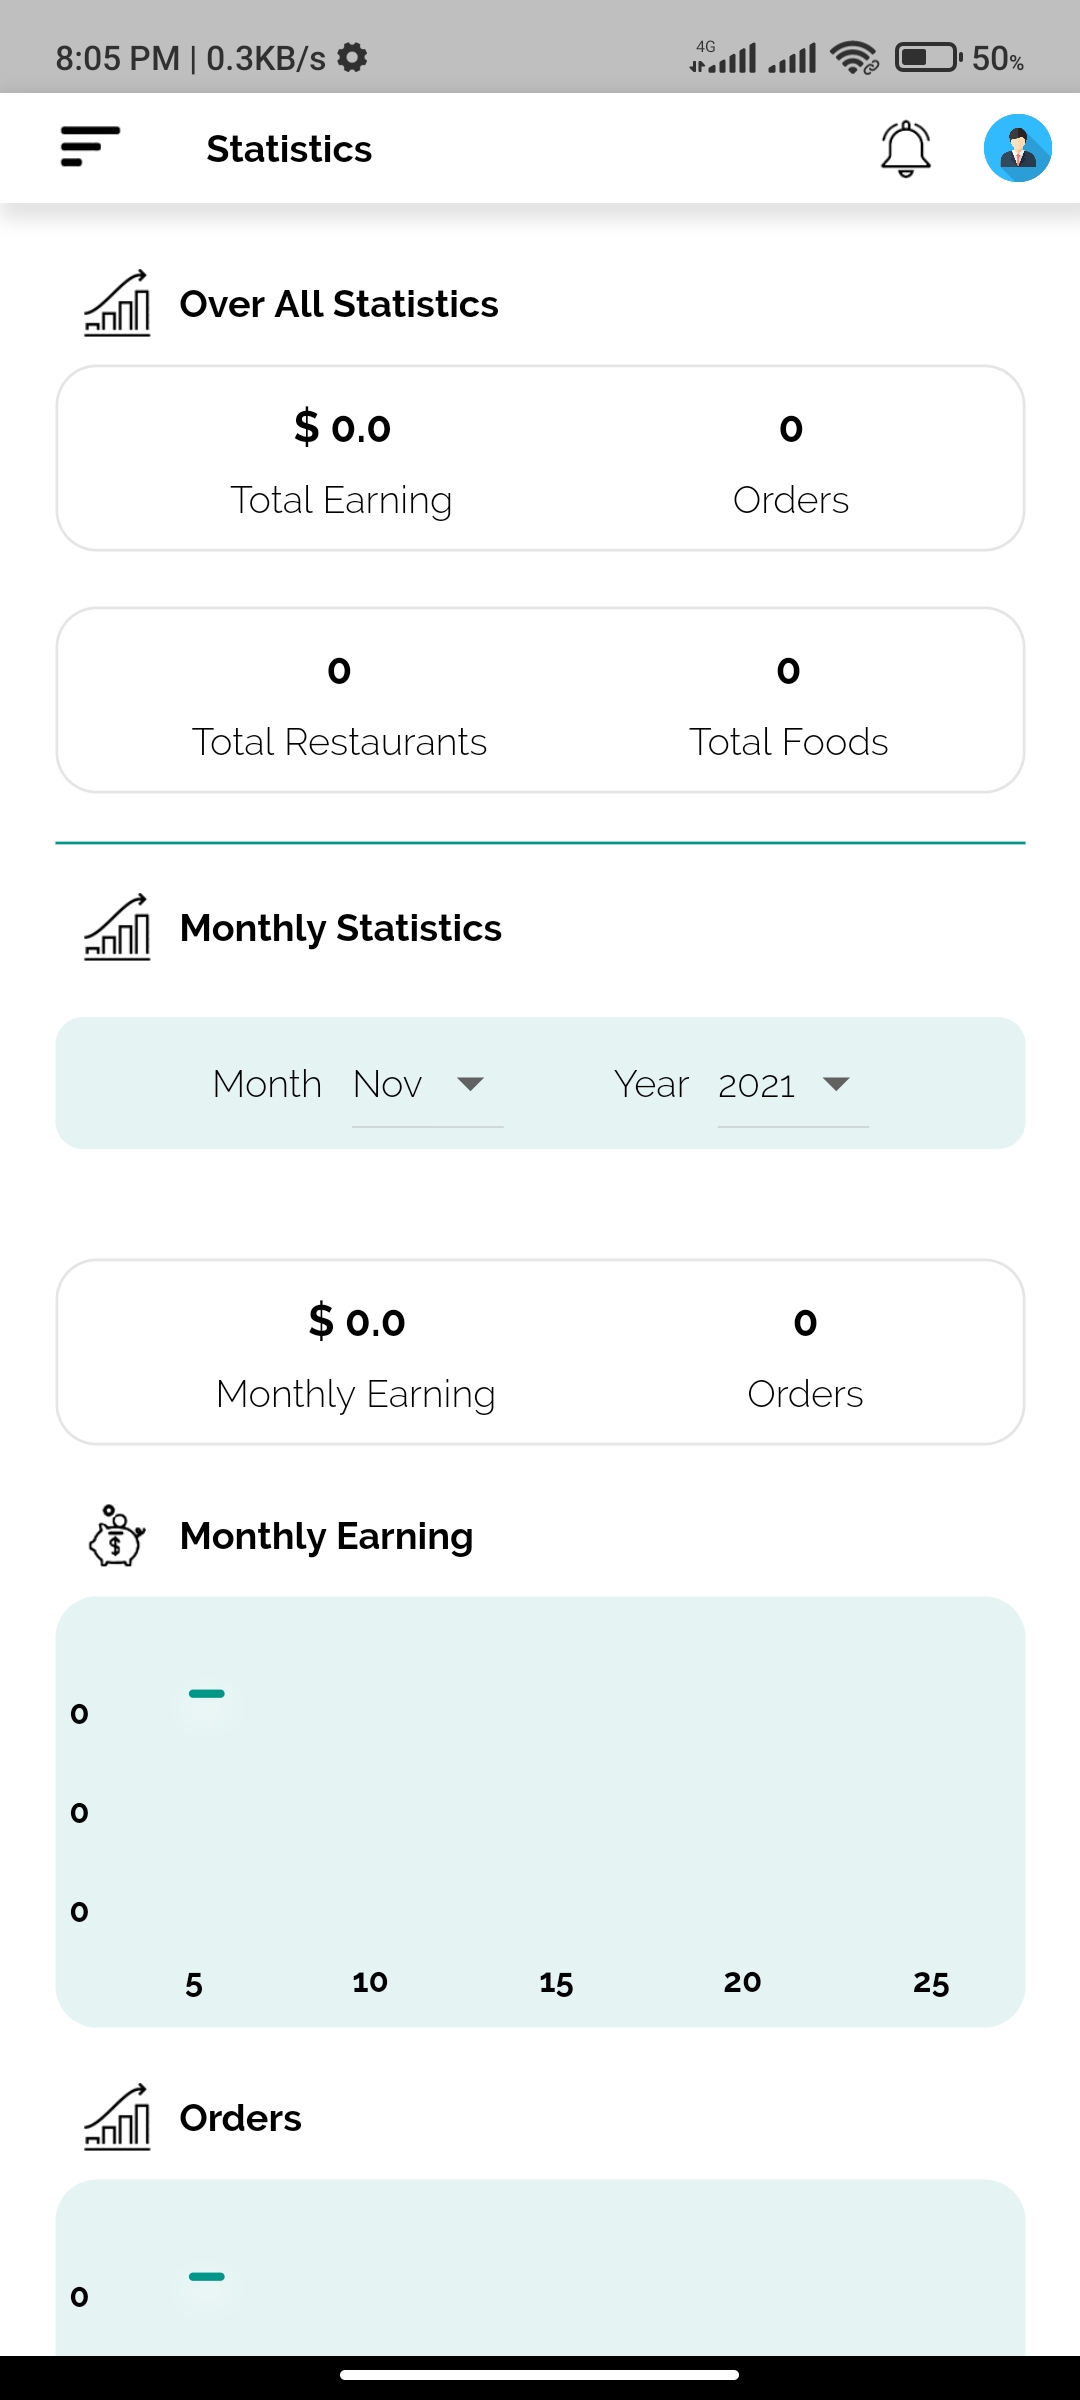 8:05 PM | 0.3KB/s 4G 50%
Statistics
Over All Statistics
$ 0.0 0
Total Earning Orders
0 0
Total Restaurants Total Foods
Monthly Statistics
Month Nov Year 2021
$ 0.0 0
Monthly Earning Orders
Monthly Earning
0
0
0
5 10 15 20 25
Orders
0